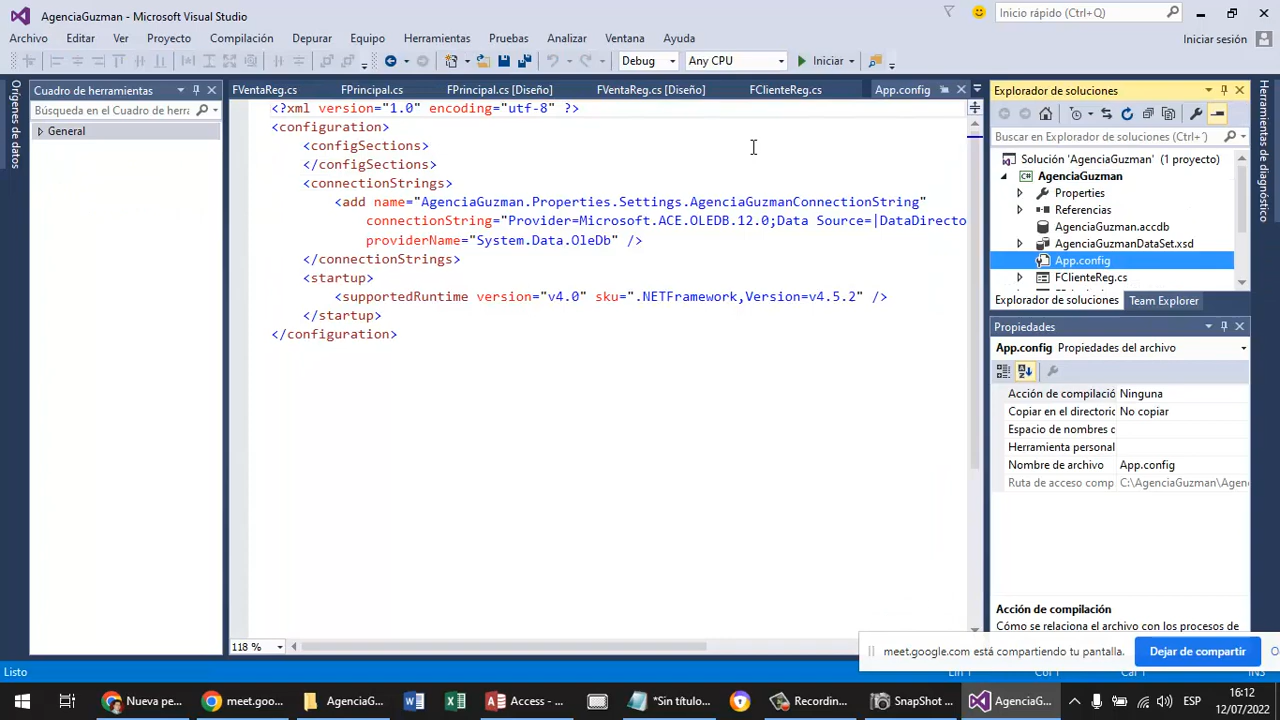 AgenciaGuzman - Microsoft Visual Studio
Inicio rápido (Ctrl+Q)
Archivo Editar Ver Proyecto Compilación Depurar Equipo Herramientas Pruebas Analizar Ventana Ayuda
Iniciar sesión
Debug Any CPU Iniciar
Orígenes de datos
Cuadro de herramientas
Búsqueda en el Cuadro de herra
General
FVentaReg.cs FPrincipal.cs FPrincipal.cs [Diseño] FVentaReg.cs [Diseño] FClienteReg.cs App.config
<?xml version="1.0" encoding="utf-8" ?>
<configuration>
<configSections>
</configSections>
<connectionStrings>
<add name="AgenciaGuzman.Properties.Settings.AgenciaGuzmanConnectionString"
connectionString="Provider=Microsoft.ACE.OLEDB.12.0;Data Source=|DataDirecto
providerName="System.Data.OleDb" />
</connectionStrings>
<startup>
<supportedRuntime version="v4.0" sku=".NETFramework,Version=v4.5.2" />
</startup>
</configuration>
118 %
Explorador de soluciones
Buscar en Explorador de soluciones (Ctrl+´)
Solución 'AgenciaGuzman' (1 proyecto)
AgenciaGuzman
Properties
Referencias
AgenciaGuzman.accdb
AgenciaGuzmanDataSet.xsd
App.config
FClienteReg.cs
Explorador de soluciones Team Explorer
Propiedades
App.config Propiedades del archivo
Acción de compilació Ninguna
Copiar en el directoric No copiar
Espacio de nombres c
Herramienta personal
Nombre de archivo App.config
Ruta de acceso comp C:\AgenciaGuzman\Agen
Acción de compilación
Cómo se relaciona el archivo con los procesos de
Herramientas de diagnóstico
meet.google.com está compartiendo tu pantalla.
Dejar de compartir
Listo
Lín 1 Col 1 Car 1 INS
Nueva pe... meet.goo... AgenciaG... Access - ... *Sin título... Recordin... SnapShot ... AgenciaG...
ESP
16:12
12/07/2022